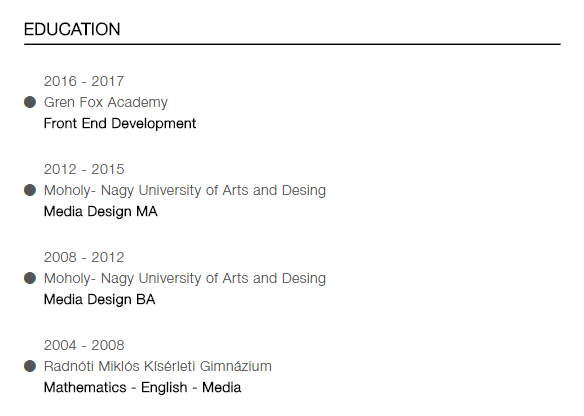 EDUCATION
2016 - 2017
Gren Fox Academy
Front End Development
2012 - 2015
Moholy- Nagy University of Arts and Desing
Media Design MA
2008 - 2012
Moholy- Nagy University of Arts and Desing
Media Design BA
2004 - 2008
Radnóti Miklós Kísérleti Gimnázium
Mathematics - English - Media